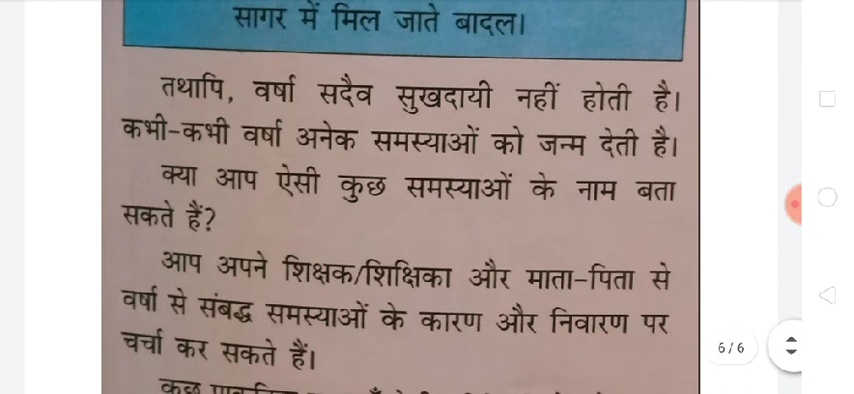 सागर में मिल जाते बादल।
तथापि, वर्षा सदैव सुखदायी नहीं होती है।
कभी-कभी वर्षा अनेक समस्याओं को जन्म देती है।
क्या आप ऐसी कुछ समस्याओं के नाम बता
सकते हैं?
आप अपने शिक्षक/शिक्षिका और माता-पिता से
वर्षा से संबद्ध समस्याओं के कारण और निवारण पर
चर्चा कर सकते हैं।
6/6